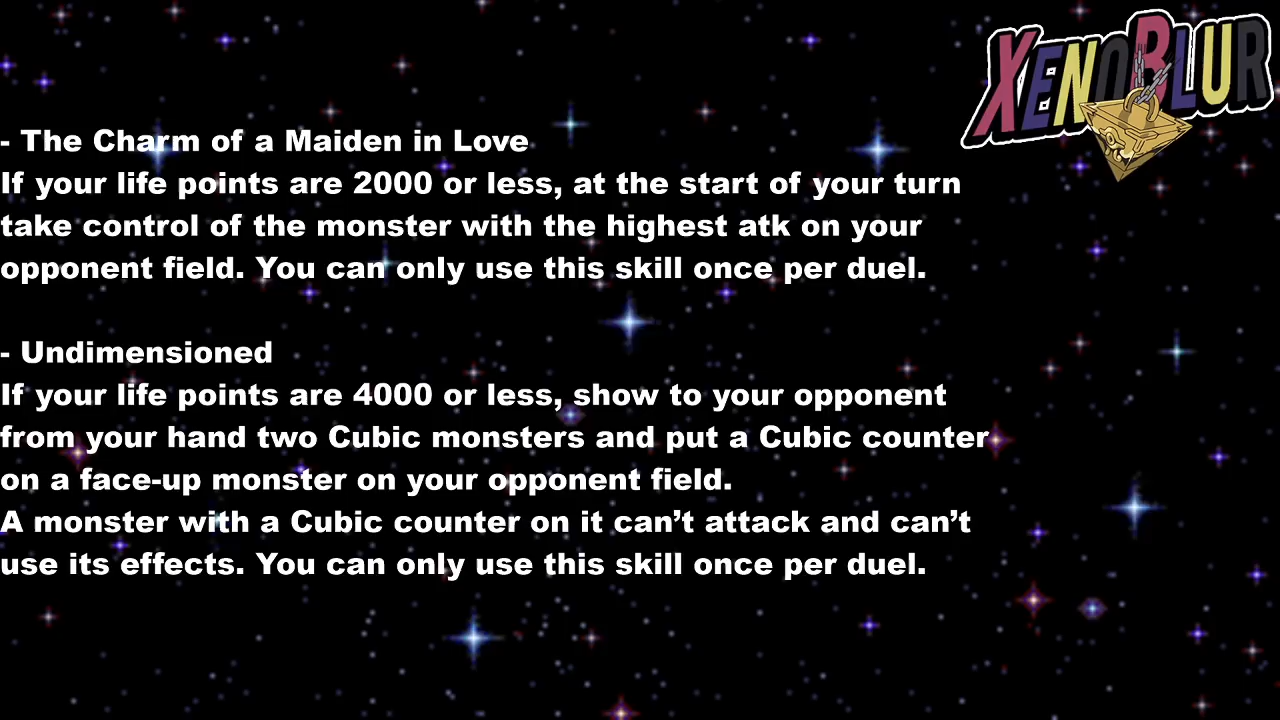 XENOBLUR
- The Charm of a Maiden in Love
If your life points are 2000 or less, at the start of your turn
take control of the monster with the highest atk on your
opponent field. You can only use this skill once per duel.
- Undimensioned
If your life points are 4000 or less, show to your opponent
from your hand two Cubic monsters and put a Cubic counter
on a face-up monster on your opponent field.
A monster with a Cubic counter on it can’t attack and can’t
use its effects. You can only use this skill once per duel.